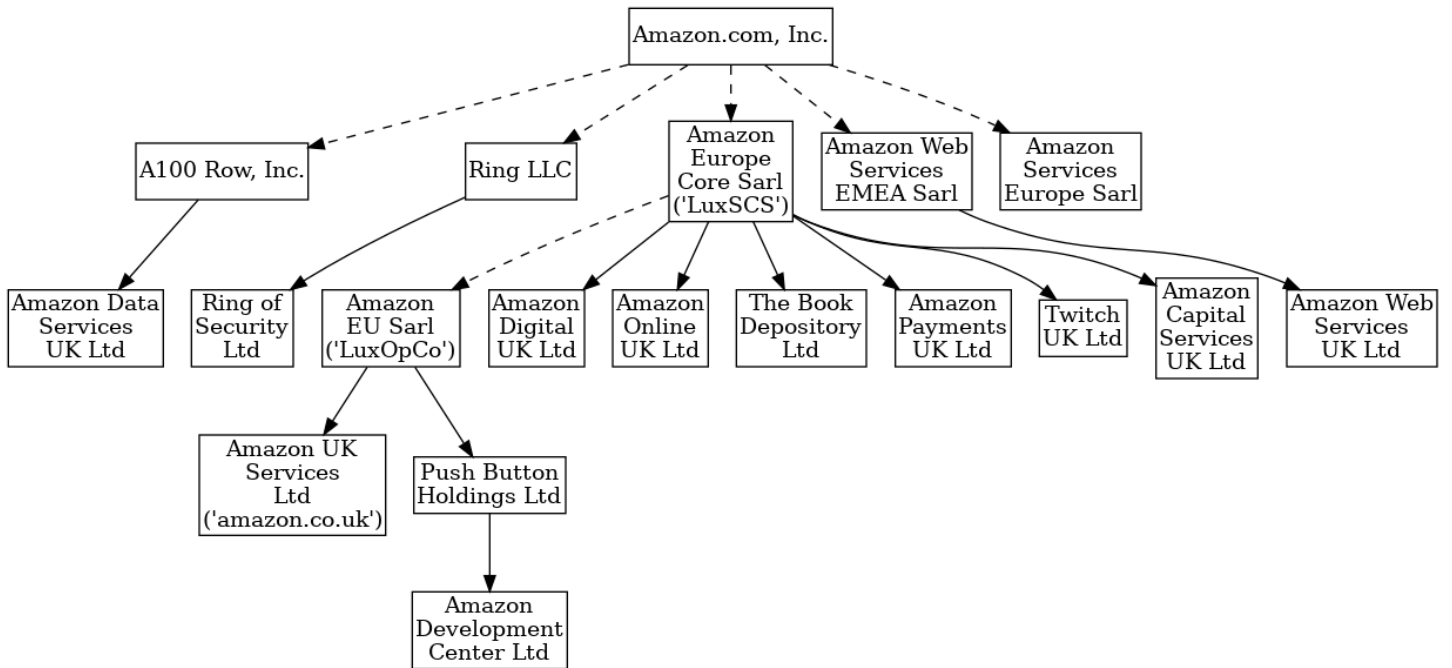 Amazon.com, Inc.
A100 Row, Inc.
Ring LLC
Amazon
Europe
Core Sarl
('LuxSCS')
Amazon Web
Services
EMEA Sarl
Amazon
Services
Europe Sarl
Amazon Data
Services
UK Ltd
Ring of
Security
Ltd
Amazon
EU Sarl
('LuxOpCo')
Amazon
Digital
UK Ltd
Amazon
Online
UK Ltd
The Book
Depository
Ltd
Amazon
Payments
UK Ltd
Twitch
UK Ltd
Amazon
Capital
Services
UK Ltd
Amazon Web
Services
UK Ltd
Amazon UK
Services
Ltd
('amazon.co.uk')
Push Button
Holdings Ltd
Amazon
Development
Center Ltd